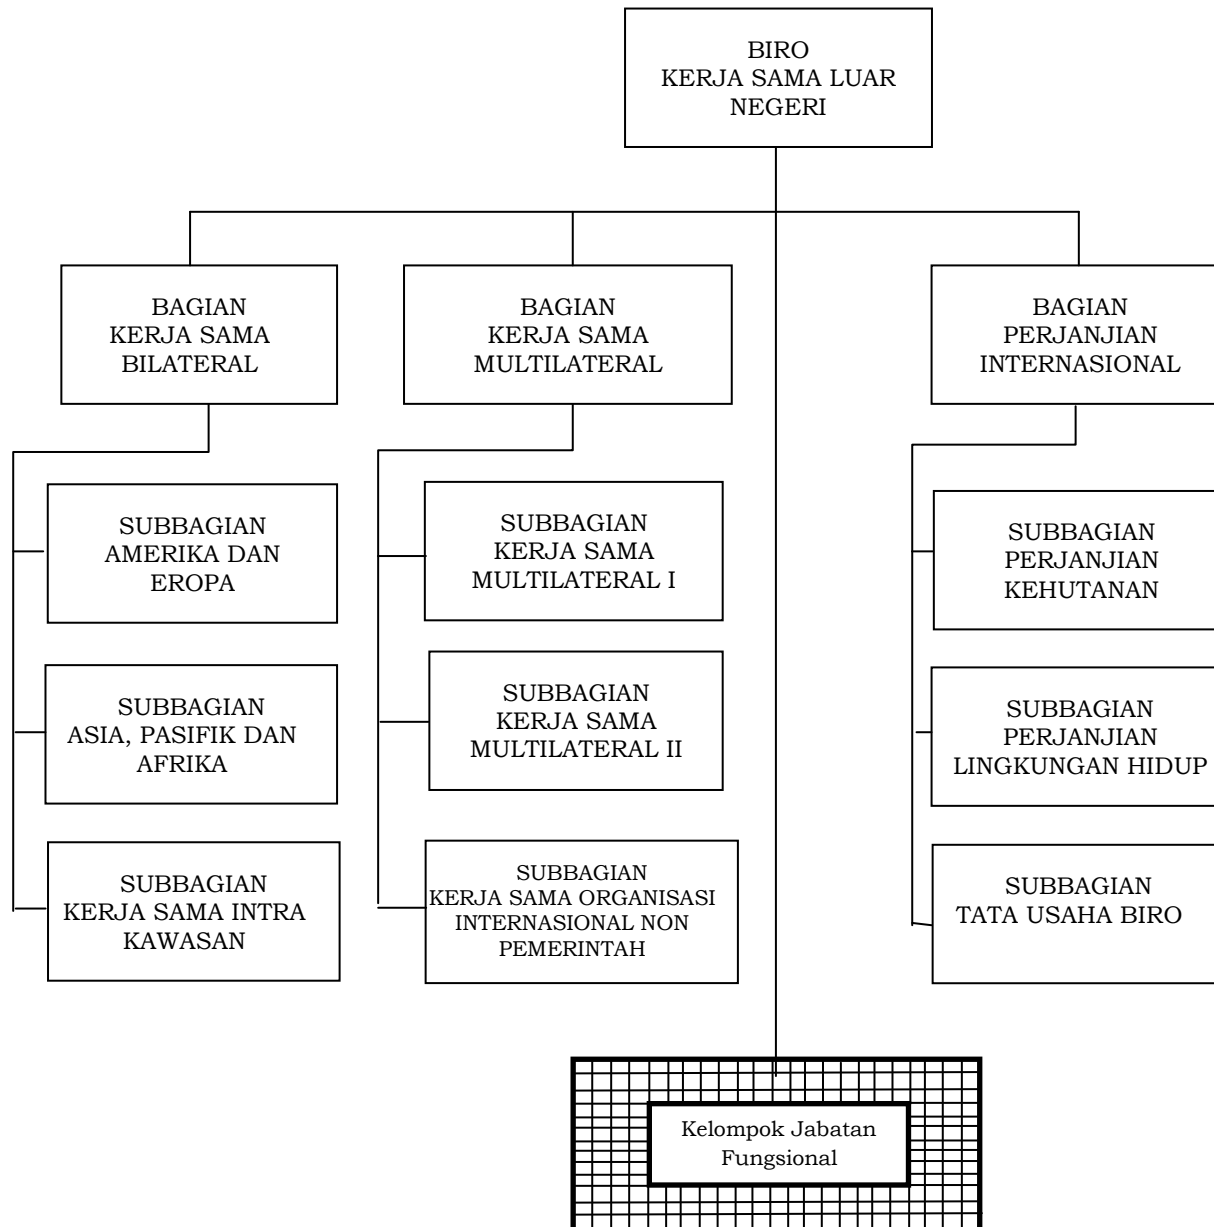 BIRO
KERJA SAMA LUAR
NEGERI
BAGIAN
KERJA SAMA
BILATERAL
BAGIAN
KERJA SAMA
MULTILATERAL
BAGIAN
PERJANJIAN
INTERNASIONAL
SUBBAGIAN
AMERIKA DAN
EROPA
SUBBAGIAN
KERJA SAMA
MULTILATERAL I
SUBBAGIAN
PERJANJIAN
KEHUTANAN
SUBBAGIAN
ASIA, PASIFIK DAN
AFRIKA
SUBBAGIAN
KERJA SAMA
MULTILATERAL II
SUBBAGIAN
PERJANJIAN
LINGKUNGAN HIDUP
SUBBAGIAN
KERJA SAMA INTRA
KAWASAN
SUBBAGIAN
KERJA SAMA ORGANISASI
INTERNASIONAL NON
PEMERINTAH
SUBBAGIAN
TATA USAHA BIRO
Kelompok Jabatan
Fungsional